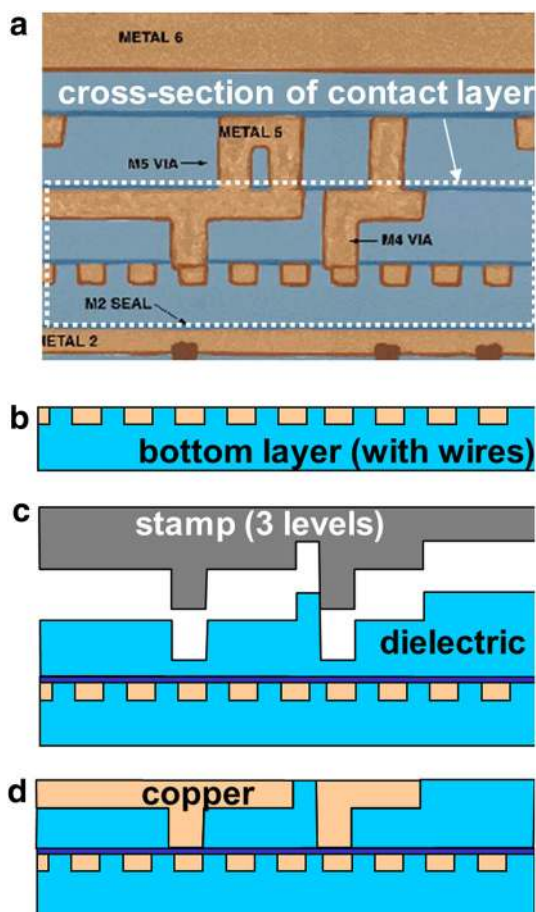 a
METAL 6
cross-section of contact layer
METAL 5
M5 VIA
M4 VIA
M2 SEAL
METAL 2
b
bottom layer (with wires)
c
stamp (3 levels)
dielectric
d
copper